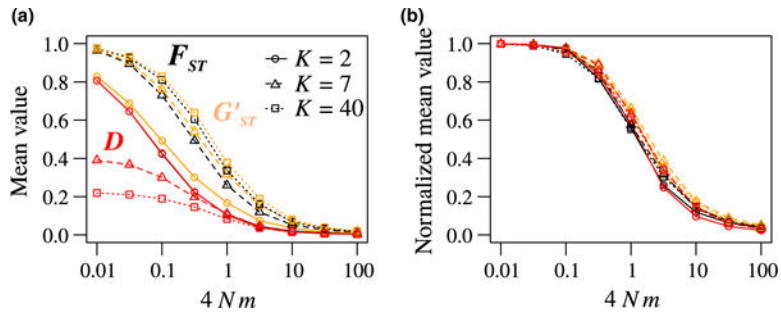 (a)
Mean value
1.0
0.8
0.6
0.4
0.2
0.0
F_ST
G'_ST
D
K = 2
K = 7
K = 40
0.01 0.1 1 10 100
4 N m
(b)
Normalized mean value
1.0
0.8
0.6
0.4
0.2
0.0
0.01 0.1 1 10 100
4 N m